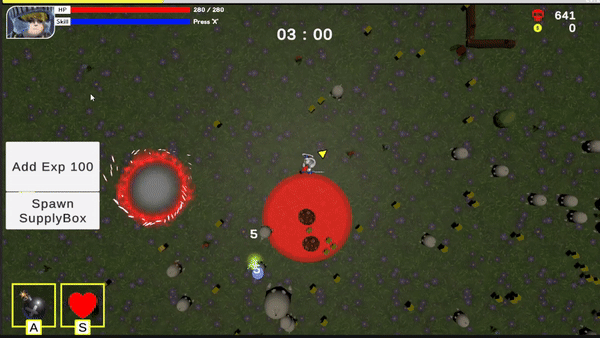 HP 280 / 280
Skill Press 'X'
03 : 00
641
0
Add Exp 100
Spawn
SupplyBox
5
5
A S